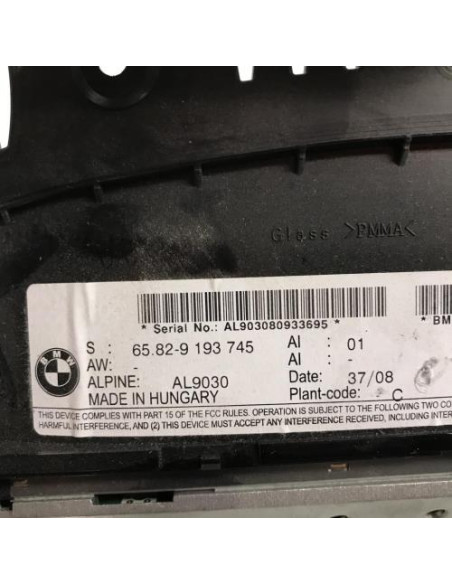 Glass >PMMA<
* Serial No.: AL903080933695 * * BM
BMW S : 65.82-9 193 745 AI : 01
AW: - AI : -
ALPINE: AL9030 Date: 37/08
MADE IN HUNGARY Plant-code: C
THIS DEVICE COMPLIES WITH PART 15 OF THE FCC RULES. OPERATION IS SUBJECT TO THE FOLLOWING
HARMFUL INTERFERENCE, AND (2) THIS DEVICE MUST ACCEPT ANY INTERFERENCE RECEIVED, INCLUDING INTER